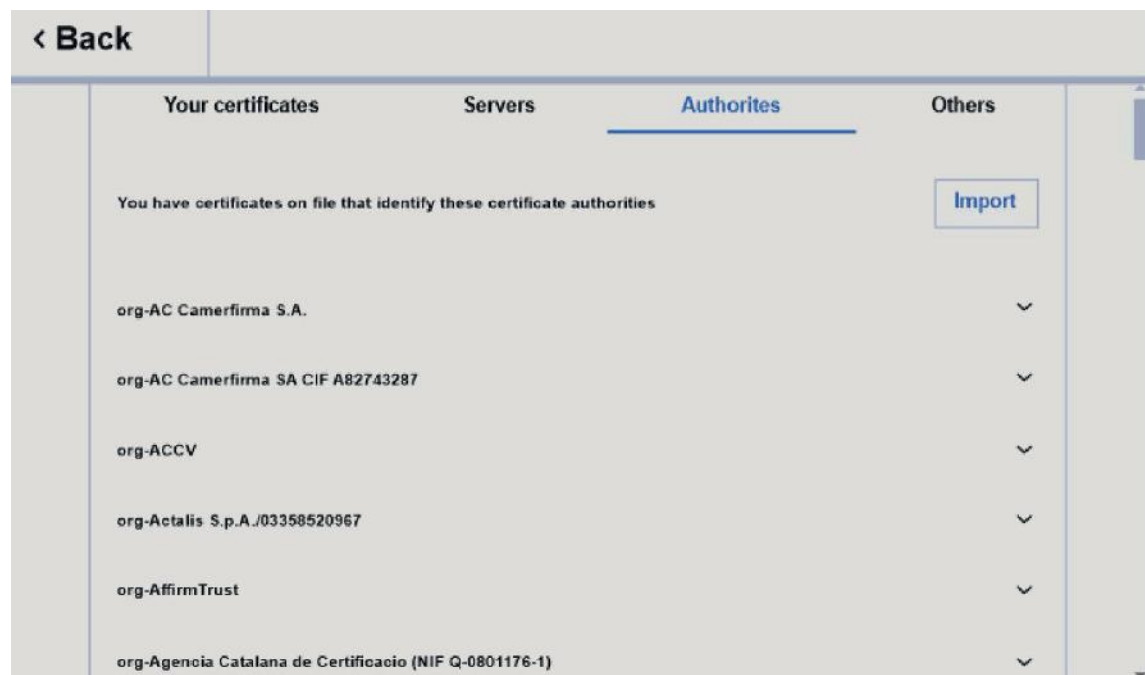 < Back
Your certificates Servers Authorites Others
You have certificates on file that identify these certificate authorities Import
org-AC Camerfirma S.A.
org-AC Camerfirma SA CIF A82743287
org-ACCV
org-Actalis S.p.A./03358520967
org-AffirmTrust
org-Agencia Catalana de Certificacio (NIF Q-0801176-1)